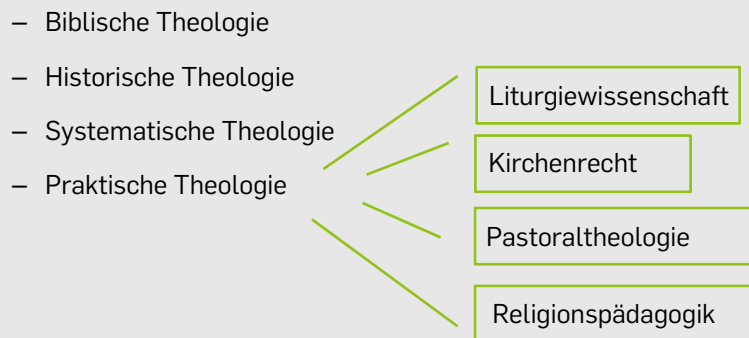 – Biblische Theologie
– Historische Theologie
– Systematische Theologie
– Praktische Theologie
Liturgiewissenschaft
Kirchenrecht
Pastoraltheologie
Religionspädagogik